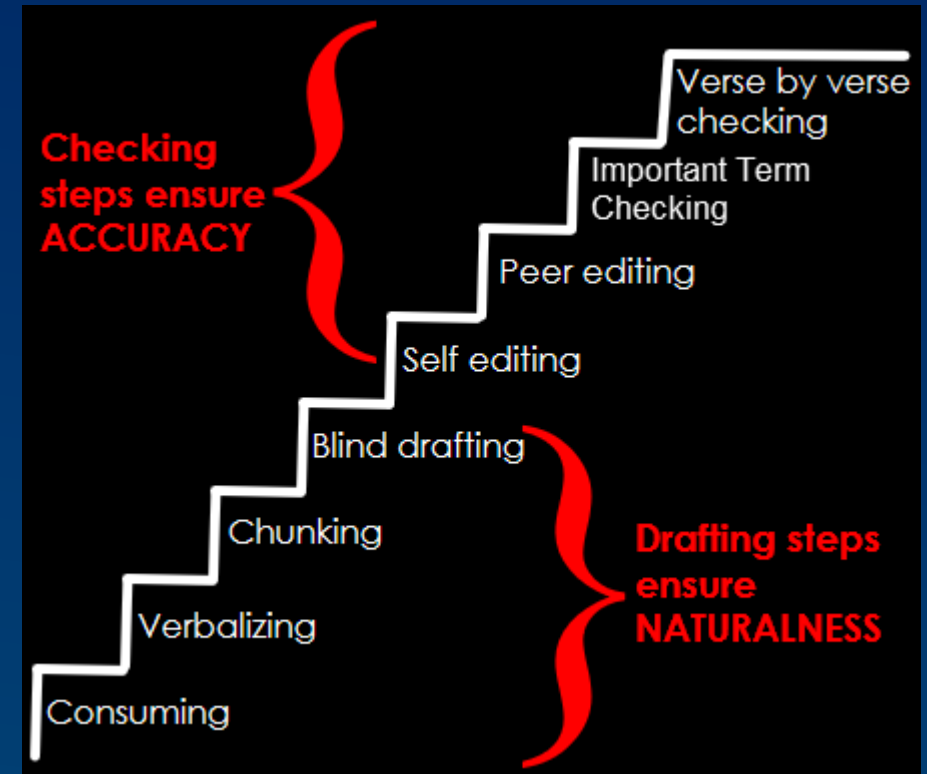 Verse by verse
checking
Important Term
Checking
Peer editing
Self editing
Blind drafting
Chunking
Verbalizing
Consuming
Checking
steps ensure
ACCURACY
Drafting steps
ensure
NATURALNESS